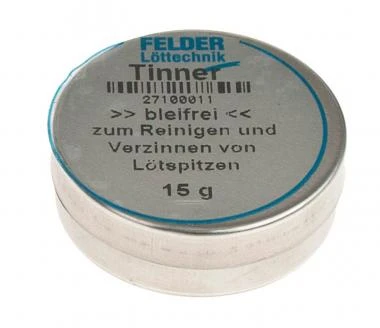 FELDER
Löttechnik
Tinner
27100011
>> bleifrei <<
zum Reinigen und
Verzinnen von
Lötspitzen
15 g